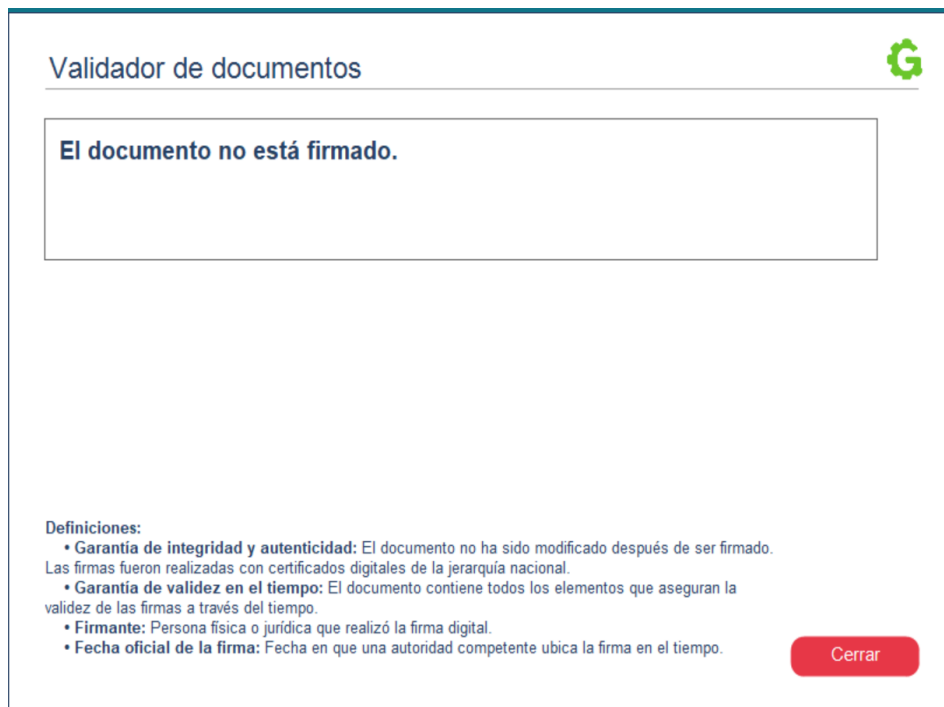 Validador de documentos
G
El documento no está firmado.
Definiciones:
• Garantía de integridad y autenticidad: El documento no ha sido modificado después de ser firmado.
Las firmas fueron realizadas con certificados digitales de la jerarquía nacional.
• Garantía de validez en el tiempo: El documento contiene todos los elementos que aseguran la
validez de las firmas a través del tiempo.
• Firmante: Persona física o jurídica que realizó la firma digital.
• Fecha oficial de la firma: Fecha en que una autoridad competente ubica la firma en el tiempo.
Cerrar